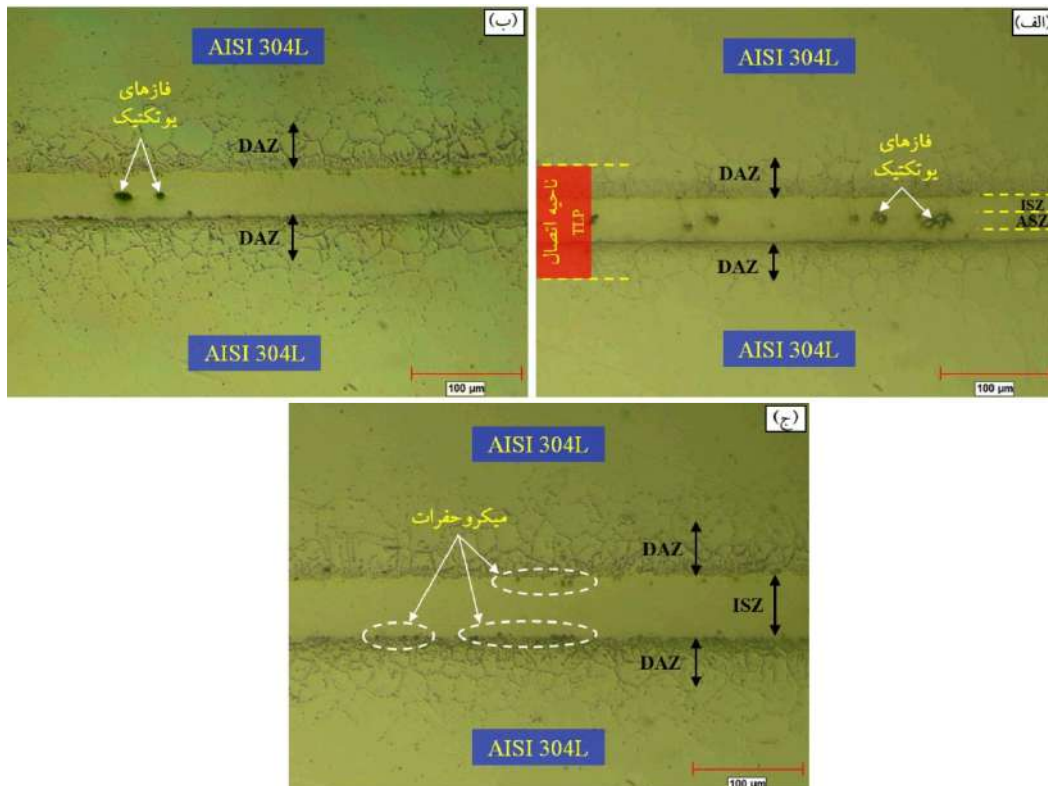 (الف)
AISI 304L
فازهای
یوتکتیک
DAZ
ISZ
ASZ
ناحیه اتصال
TLP
DAZ
AISI 304L
100 µm
(ب)
AISI 304L
فازهای
یوتکتیک
DAZ
DAZ
AISI 304L
100 µm
(ج)
AISI 304L
میکروحفرات
DAZ
ISZ
DAZ
AISI 304L
100 µm